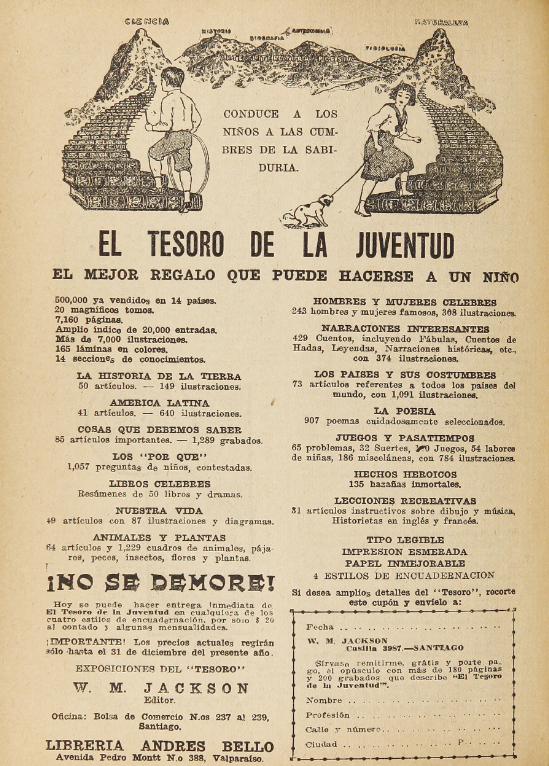 CIENCIA
HISTORIA
BIOGRAFIA
ASTRONOMIA
FISIOLOGIA
NATURALEZA
CONDUCE A LOS
NIÑOS A LAS CUM-
BRES DE LA SABI-
DURIA.
EL TESORO DE LA JUVENTUD
EL MEJOR REGALO QUE PUEDE HACERSE A UN NIÑO
500,000 ya vendidos en 14 países.
20 magníficos tomos.
7,160 páginas.
Amplio índice de 20,000 entradas.
Más de 7,000 ilustraciones.
165 láminas en colores.
14 secciones de conocimientos.
LA HISTORIA DE LA TIERRA
50 artículos. — 149 ilustraciones.
AMERICA LATINA
41 artículos. — 640 ilustraciones.
COSAS QUE DEBEMOS SABER
85 artículos importantes. — 1,289 grabados.
LOS "POR QUE"
1,057 preguntas de niños, contestadas.
LIBROS CELEBRES
Resúmenes de 50 libros y dramas.
NUESTRA VIDA
49 artículos con 87 ilustraciones y diagramas.
ANIMALES Y PLANTAS
64 artículos y 1,229 cuadros de animales, pája-
ros, peces, insectos, flores y plantas.
¡NO SE DEMORE!
Hoy se puede hacer entrega inmediata de
El Tesoro de la Juventud en cualquiera de los
cuatro estilos de encuadernación, por sólo $ 20
al contado y algunas mensualidades.
¡IMPORTANTE! Los precios actuales regirán
sólo hasta el 31 de diciembre del presente año.
EXPOSICIONES DEL "TESORO"
W. M. JACKSON
Editor.
Oficina: Bolsa de Comercio N.os 237 al 239,
Santiago.
LIBRERIA ANDRES BELLO
Avenida Pedro Montt N.o 388, Valparaíso.
HOMBRES Y MUJERES CELEBRES
243 hombres y mujeres famosos, 308 ilustraciones.
NARRACIONES INTERESANTES
429 Cuentos, incluyendo Fábulas, Cuentos de
Hadas, Leyendas, Narraciones históricas, etc.,
con 374 ilustraciones.
LOS PAISES Y SUS COSTUMBRES
73 artículos referentes a todos los países del
mundo, con 1,091 ilustraciones.
LA POESIA
907 poemas cuidadosamente seleccionados.
JUEGOS Y PASATIEMPOS
65 problemas, 32 Suertes, Juegos, 54 labores
de niñas, 186 misceláneas, con 784 ilustraciones.
HECHOS HEROICOS
135 hazañas inmortales.
LECCIONES RECREATIVAS
31 artículos instructivos sobre dibujo y música,
Historietas en inglés y francés.
TIPO LEGIBLE
IMPRESION ESMERADA
PAPEL INMEJORABLE
4 ESTILOS DE ENCUADERNACION
Si desea amplios detalles del "Tesoro", recorte
este cupón y envíelo a:
Fecha
W. M. JACKSON
Casilla 3987.—SANTIAGO
Sírvase remitirme, grátis y porte pa-
go, el opúsculo con más de 180 páginas
y 200 grabados que describe "El Tesoro
de la Juventud".
Nombre
Profesión
Calle y número
Ciudad P.